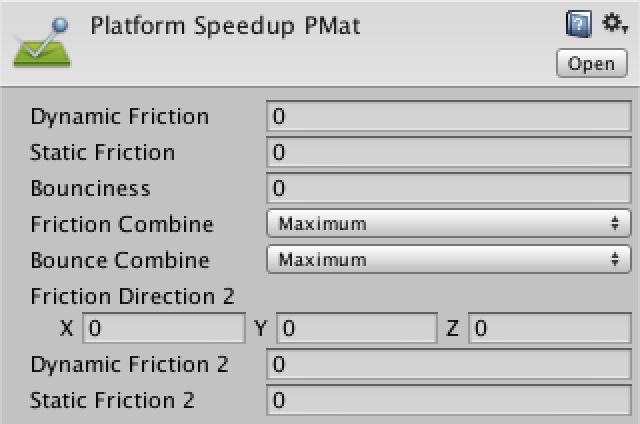 Platform Speedup PMat
Open
Dynamic Friction 0
Static Friction 0
Bounciness 0
Friction Combine Maximum
Bounce Combine Maximum
Friction Direction 2
X 0 Y 0 Z 0
Dynamic Friction 2 0
Static Friction 2 0